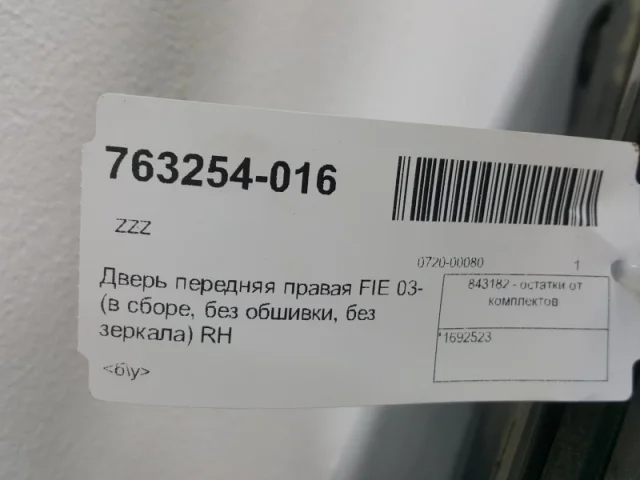 763254-016
zzz
0720-00080 1
Дверь передняя правая FIE 03-
(в сборе, без обшивки, без
зеркала) RH
<б\у>
843182 - остатки от
комплектов
*1692523